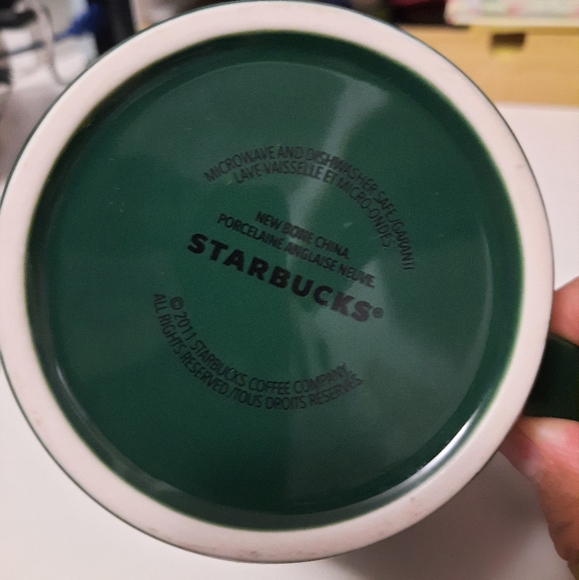 MICROWAVE AND DISHWASHER SAFE/GARANTI
LAVE-VAISSELLE ET MICRO-ONDES
NEW BONE CHINA.
PORCELAINE ANGLAISE NEUVE.
STARBUCKS®
© 2011 STARBUCKS COFFEE COMPANY.
ALL RIGHTS RESERVED./TOUS DROITS RÉSERVÉS.